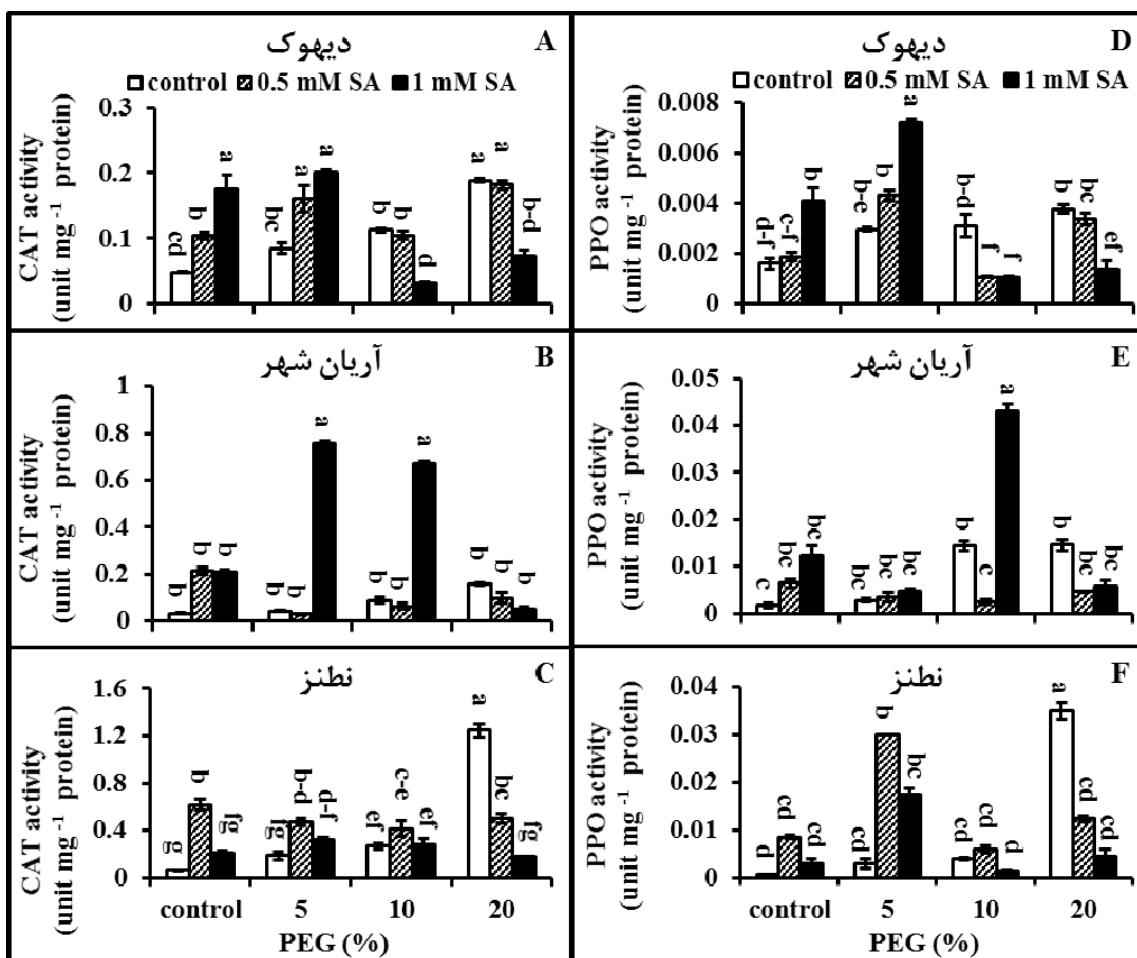 دیهوک A
control 0.5 mM SA 1 mM SA
CAT activity
(unit mg⁻¹ protein)
0.3
0.2
0.1
0
cd b a
bc a a
b b d
a a b-d
دیهوک D
control 0.5 mM SA 1 mM SA
PPO activity
(unit mg⁻¹ protein)
0.008
0.006
0.004
0.002
0
d-f c-f b
b-e b a
b-d f f
b bc ef
آریان شهر B
CAT activity
(unit mg⁻¹ protein)
1
0.8
0.6
0.4
0.2
0
b b b
b b a
b b a
b b b
آریان شهر E
PPO activity
(unit mg⁻¹ protein)
0.05
0.04
0.03
0.02
0.01
0
c bc bc
bc bc bc
b c a
b bc bc
نطنز C
CAT activity
(unit mg⁻¹ protein)
1.6
1.2
0.8
0.4
0
g b fg
fg b-d d-f
ef c-e ef
a bc fg
control 5 10 20
PEG (%)
نطنز F
PPO activity
(unit mg⁻¹ protein)
0.04
0.03
0.02
0.01
0
d cd cd
cd b bc
cd cd d
a cd cd
control 5 10 20
PEG (%)